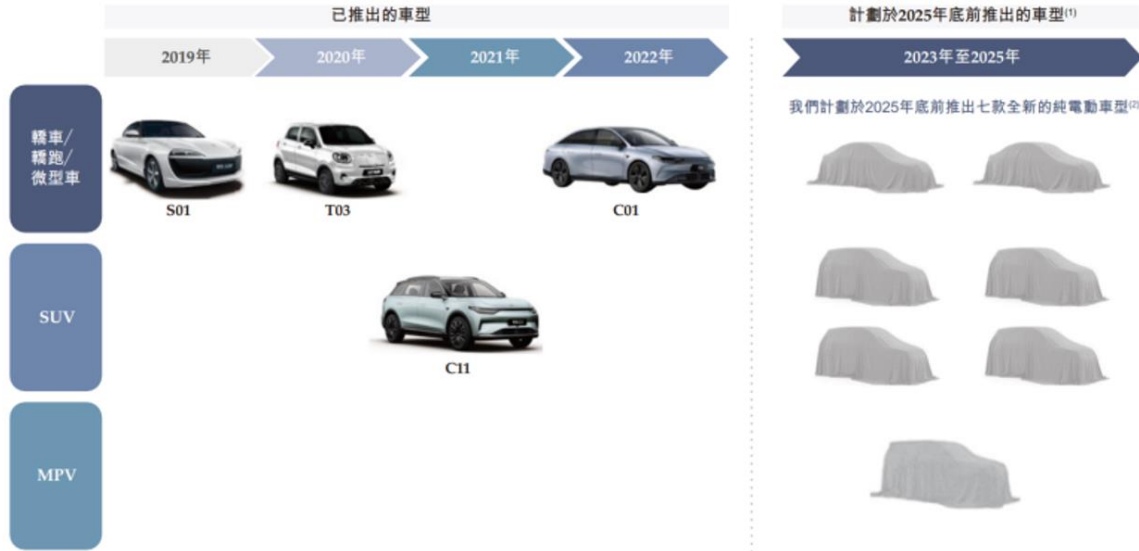 已推出的車型
計劃於2025年底前推出的車型(1)
2019年
2020年
2021年
2022年
2023年至2025年
我們計劃於2025年底前推出七款全新的純電動車型(2)
轎車/
轎跑/
微型車
S01
T03
C01
SUV
C11
MPV